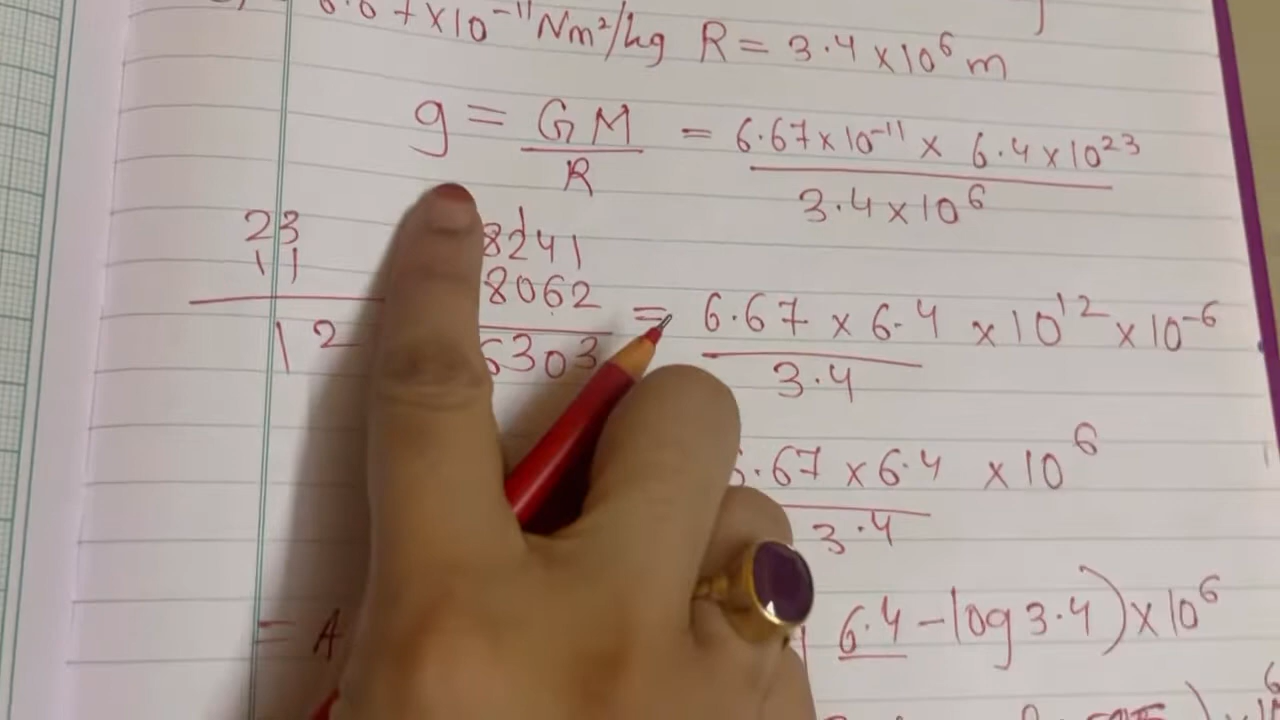 ×10⁻¹¹ Nm²/kg R = 3.4 ×10⁶ m
g = GM/R = 6.67×10⁻¹¹ × 6.4×10²³ / 3.4×10⁶
23
11
12
8241
8062
6303
= 6.67 × 6.4 / 3.4 ×10¹² ×10⁻⁶
.67 × 6.4 / 3.4 ×10⁶
= A 6.4 – log 3.4) ×10⁶